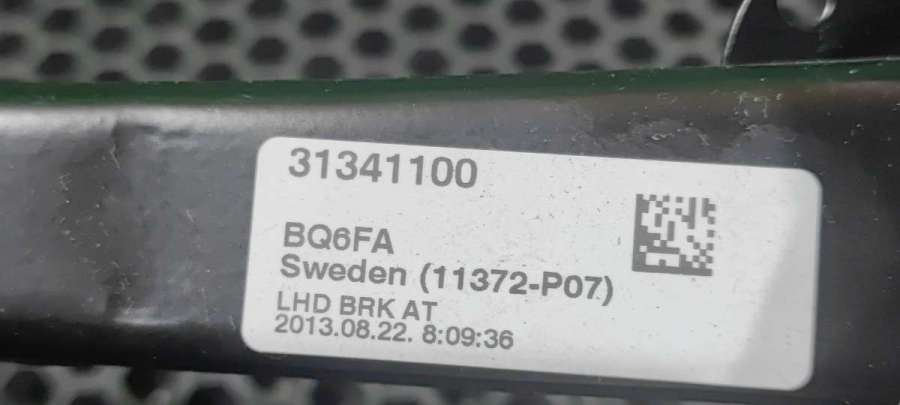 31341100
BQ6FA
Sweden (11372-P07)
LHD BRK AT
2013.08.22. 8:09:36